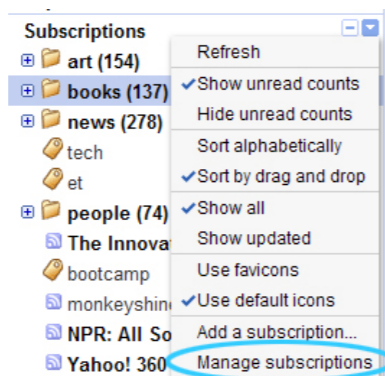 Subscriptions
art (154)
books (137)
news (278)
tech
et
people (74)
The Innova
bootcamp
monkeyshin
NPR: All So
Yahoo! 360
Refresh
Show unread counts
Hide unread counts
Sort alphabetically
Sort by drag and drop
Show all
Show updated
Use favicons
Use default icons
Add a subscription...
Manage subscriptions